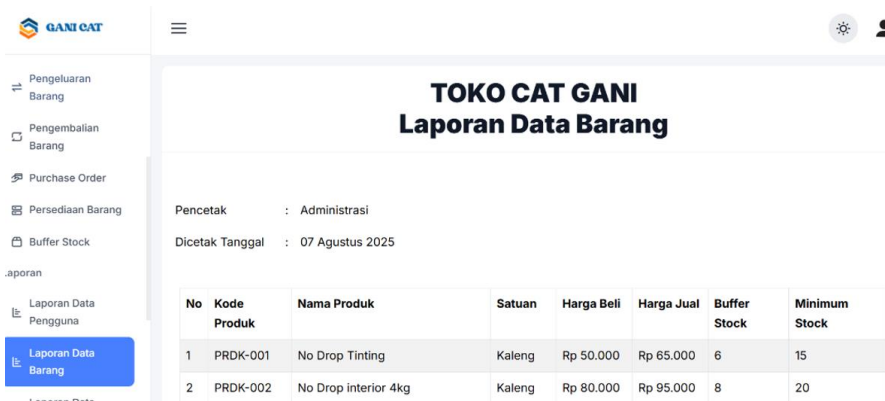 GANI CAT
Pengeluaran
Barang
Pengembalian
Barang
Purchase Order
Persediaan Barang
Buffer Stock
Laporan Data
Pengguna
Laporan Data
Barang
TOKO CAT GANI
Laporan Data Barang
Pencetak : Administrasi
Dicetak Tanggal : 07 Agustus 2025
No Kode Produk Nama Produk Satuan Harga Beli Harga Jual Buffer Stock Minimum Stock
1 PRDK-001 No Drop Tinting Kaleng Rp 50.000 Rp 65.000 6 15
2 PRDK-002 No Drop interior 4kg Kaleng Rp 80.000 Rp 95.000 8 20